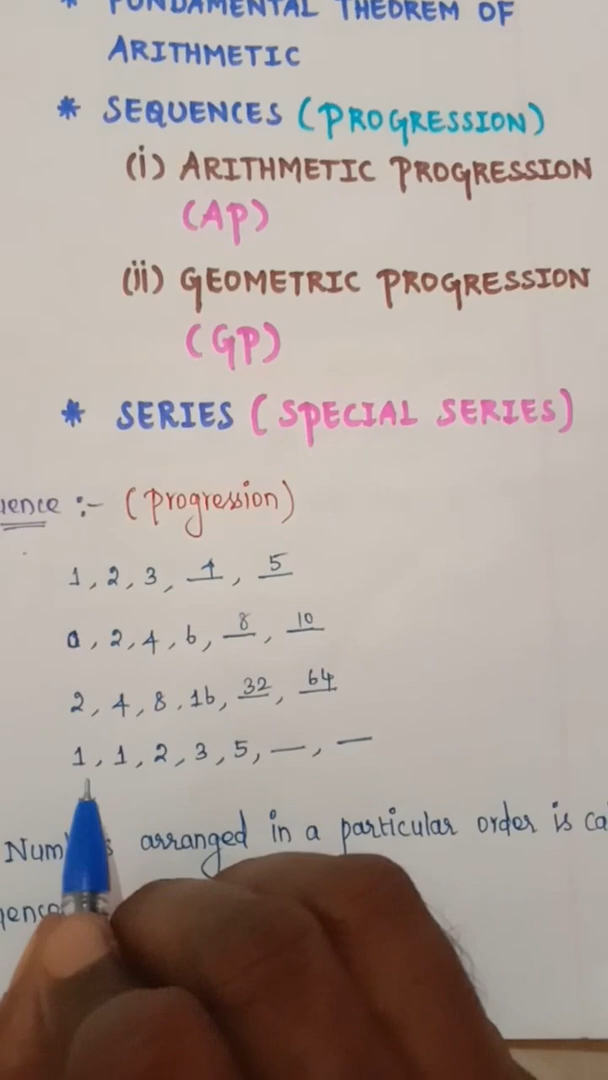 * FUNDAMENTAL THEOREM OF
ARITHMETIC
* SEQUENCES (PROGRESSION)
(i) ARITHMETIC PROGRESSION
(AP)
(ii) GEOMETRIC PROGRESSION
(GP)
* SERIES (SPECIAL SERIES)
:- (Progression)
1, 2, 3, 4, 5
0, 2, 4, 6, 8, 10
2, 4, 8, 16, 32, 64
1, 1, 2, 3, 5, __, __
arranged in a particular order is